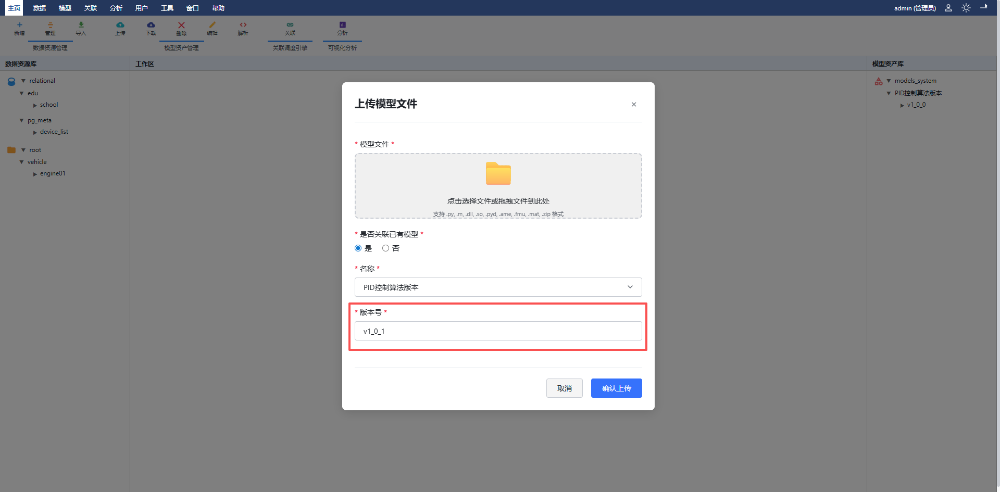 主页 数据 模型 关联 分析 用户 工具 窗口 帮助 admin (管理员)
新增 管理 导入 上传 下载 删除 编辑 解析 关联 分析
数据资源管理 模型资产管理 关联调度引擎 可视化分析
数据资源库 工作区 模型资产库
relational
edu
school
pg_meta
device_list
root
vehicle
engine01
上传模型文件 ×
* 模型文件 *
点击选择文件或拖拽文件到此处
支持 .py, .m, .dll, .so, .pyd, .ame, .fmu, .mat, .zip 格式
* 是否关联已有模型 *
是 否
* 名称 *
PID控制算法版本
* 版本号 *
v1_0_1
取消 确认上传
models_system
PID控制算法版本
v1_0_0